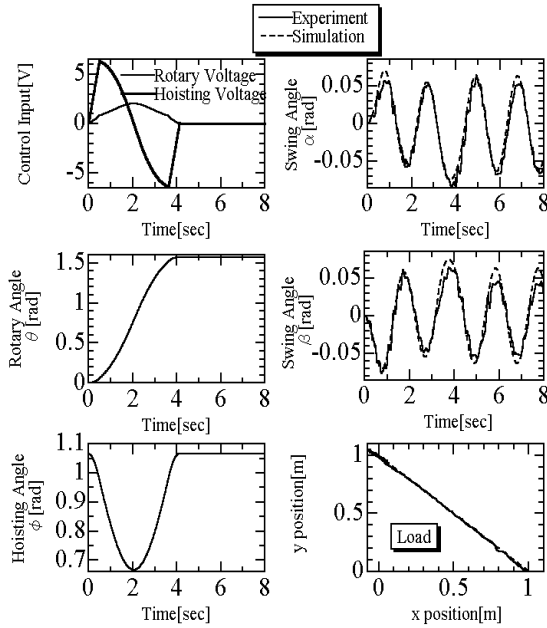 Experiment
Simulation
Control Input[V]
5
0
-5
Rotary Voltage
Hoisting Voltage
0 2 4 6 8
Time[sec]
Swing Angle
α [rad]
0.05
0
-0.05
0 2 4 6 8
Time[sec]
Rotary Angle
θ [rad]
1.5
1
0.5
0
0 2 4 6 8
Time[sec]
Swing Angle
β [rad]
0.05
0
-0.05
0 2 4 6 8
Time[sec]
Hoisting Angle
φ [rad]
1.1
1
0.9
0.8
0.7
0 2 4 6 8
Time[sec]
y position[m]
1
0.5
0
Load
0 0.5 1
x position[m]